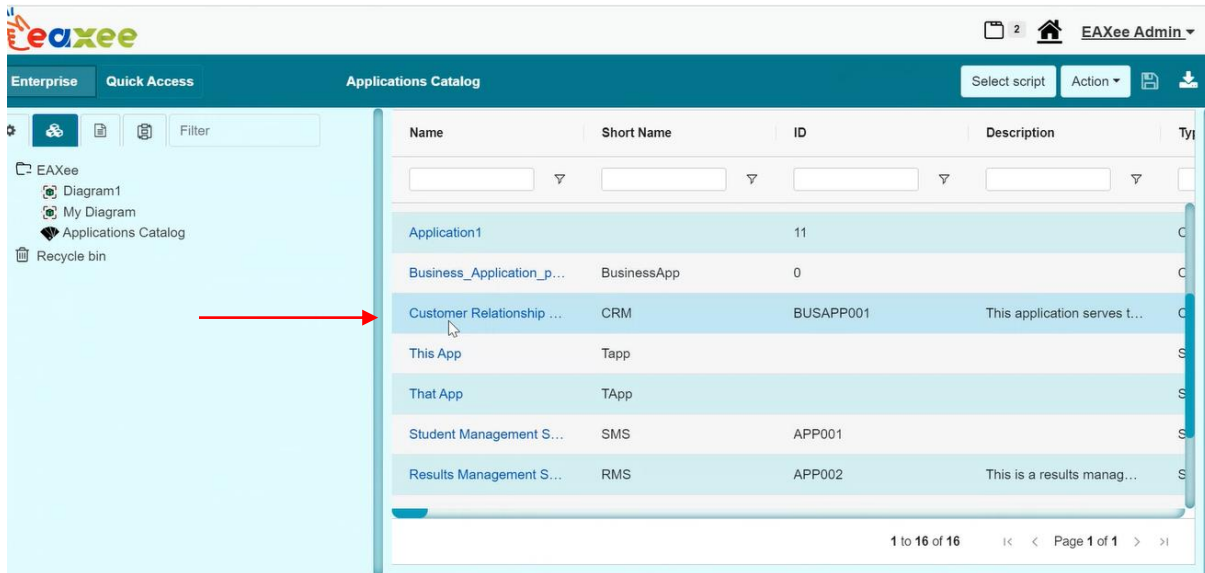 eaxee
2 EAXee Admin
Enterprise Quick Access Applications Catalog Select script Action
Filter
EAXee
Diagram1
My Diagram
Applications Catalog
Recycle bin
Name Short Name ID Description
Application1 11
Business_Application_p... BusinessApp 0
Customer Relationship ... CRM BUSAPP001 This application serves t...
This App Tapp
That App TApp
Student Management S... SMS APP001
Results Management S... RMS APP002 This is a results manag...
1 to 16 of 16 Page 1 of 1